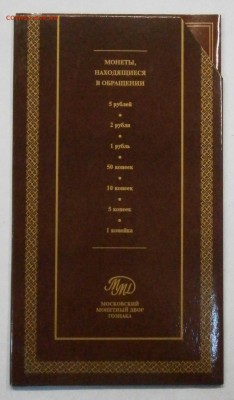 МОНЕТЫ,
НАХОДЯЩИЕСЯ
В ОБРАЩЕНИИ
5 рублей
2 рубля
1 рубль
50 копеек
10 копеек
5 копеек
1 копейка
ММД
МОСКОВСКИЙ
МОНЕТНЫЙ ДВОР
ГОЗНАКА